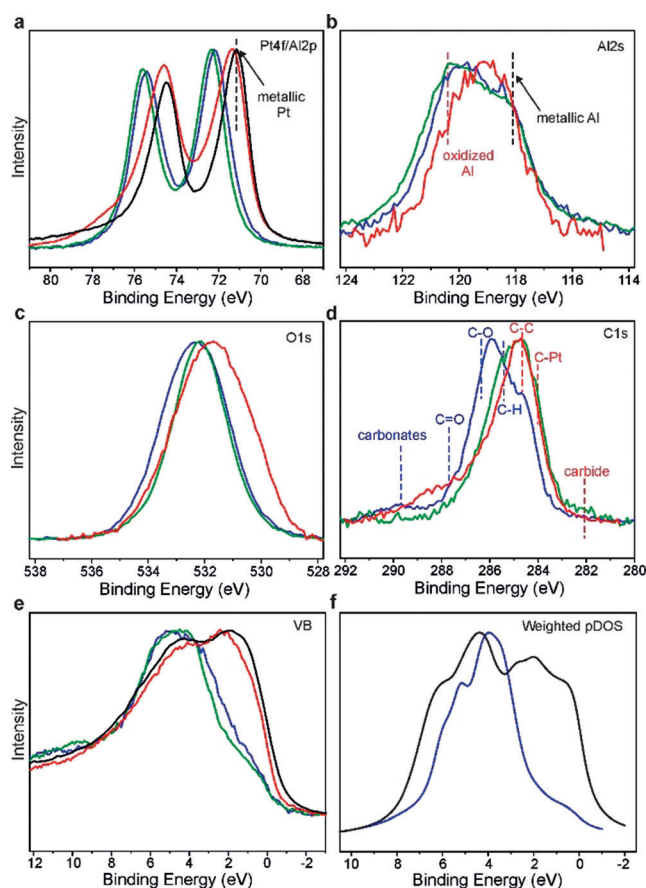 a
Pt4f/Al2p
metallic
Pt
Intensity
80 78 76 74 72 70 68
Binding Energy (eV)
b
Al2s
metallic Al
oxidized
Al
124 122 120 118 116 114
Binding Energy (eV)
c
O1s
Intensity
538 536 534 532 530 528
Binding Energy (eV)
d
C1s
C-O
C-C
C-Pt
C=O
C-H
carbonates
carbide
292 290 288 286 284 282 280
Binding Energy (eV)
e
VB
Intensity
12 10 8 6 4 2 0 -2
Binding Energy (eV)
f
Weighted pDOS
10 8 6 4 2 0 -2
Binding Energy (eV)